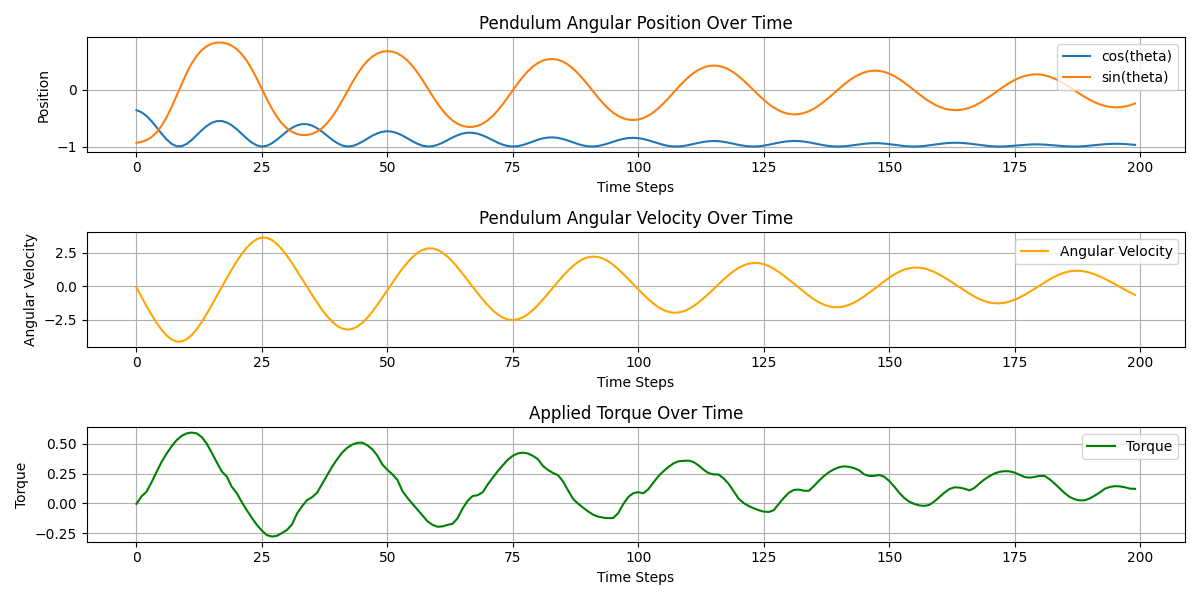 Pendulum Angular Position Over Time
Position
0
−1
cos(theta)
sin(theta)
0 25 50 75 100 125 150 175 200
Time Steps
Pendulum Angular Velocity Over Time
Angular Velocity
2.5
0.0
−2.5
Angular Velocity
0 25 50 75 100 125 150 175 200
Time Steps
Applied Torque Over Time
Torque
0.50
0.25
0.00
−0.25
Torque
0 25 50 75 100 125 150 175 200
Time Steps